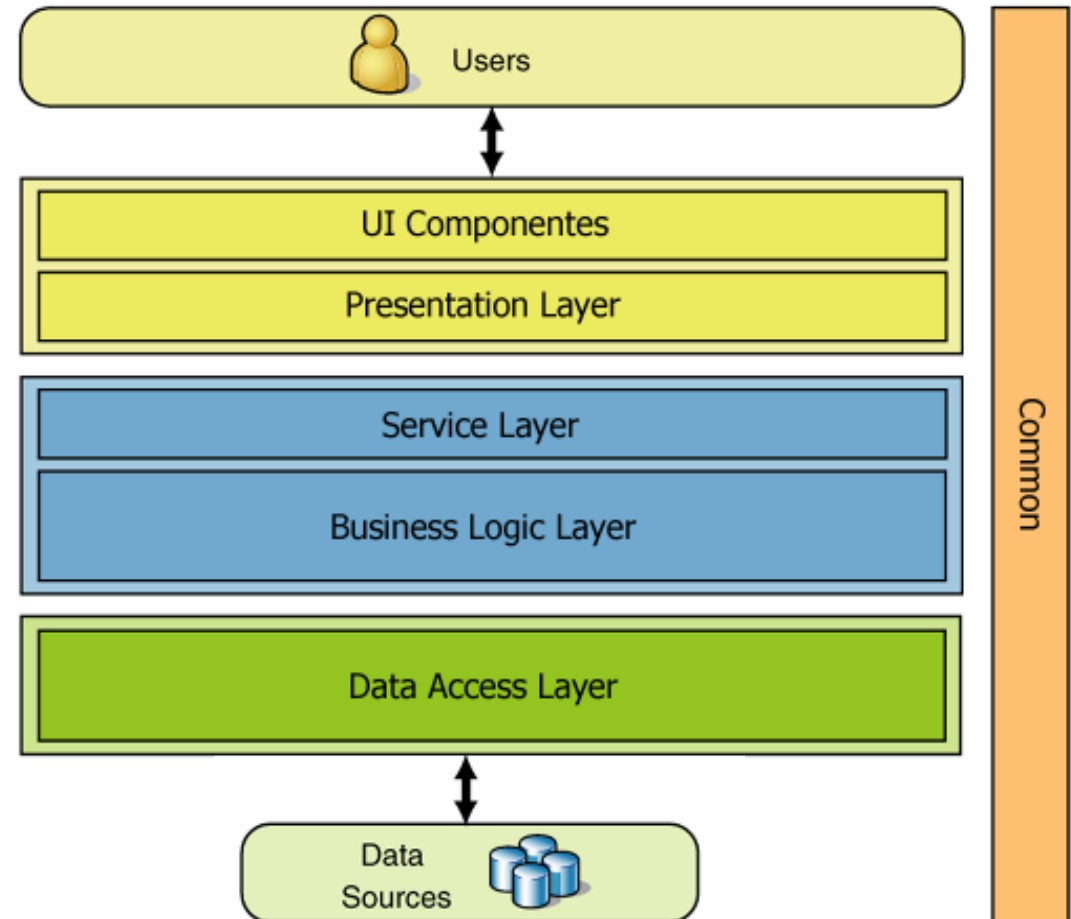 Users
UI Componentes
Presentation Layer
Service Layer
Business Logic Layer
Data Access Layer
Data
Sources
Common